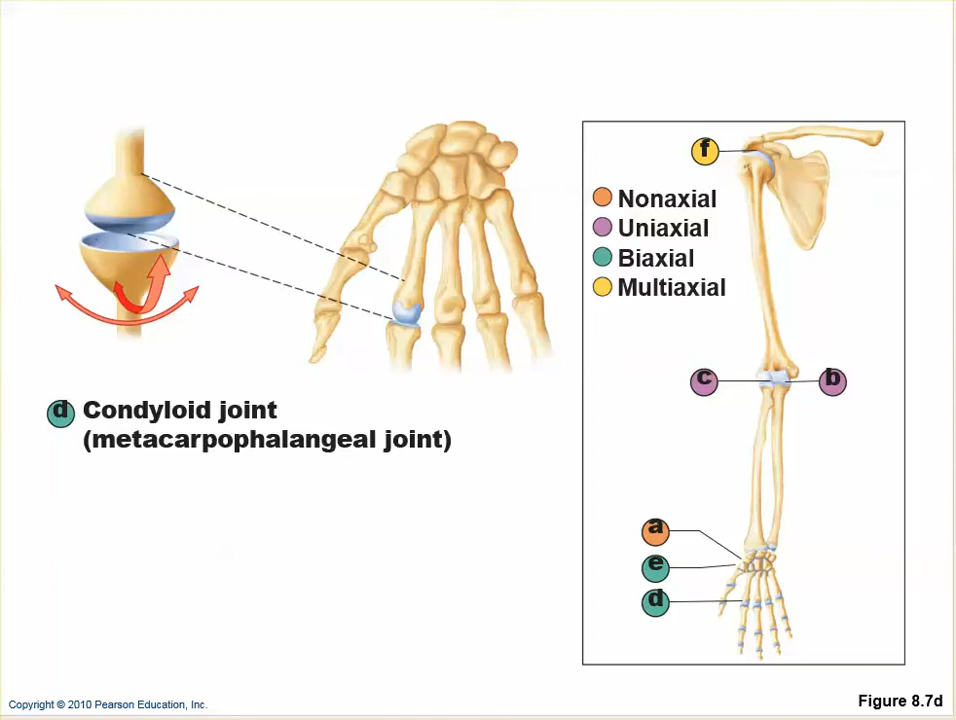 f
Nonaxial
Uniaxial
Biaxial
Multiaxial
c
b
d Condyloid joint
(metacarpophalangeal joint)
a
e
d
Copyright © 2010 Pearson Education, Inc.
Figure 8.7d